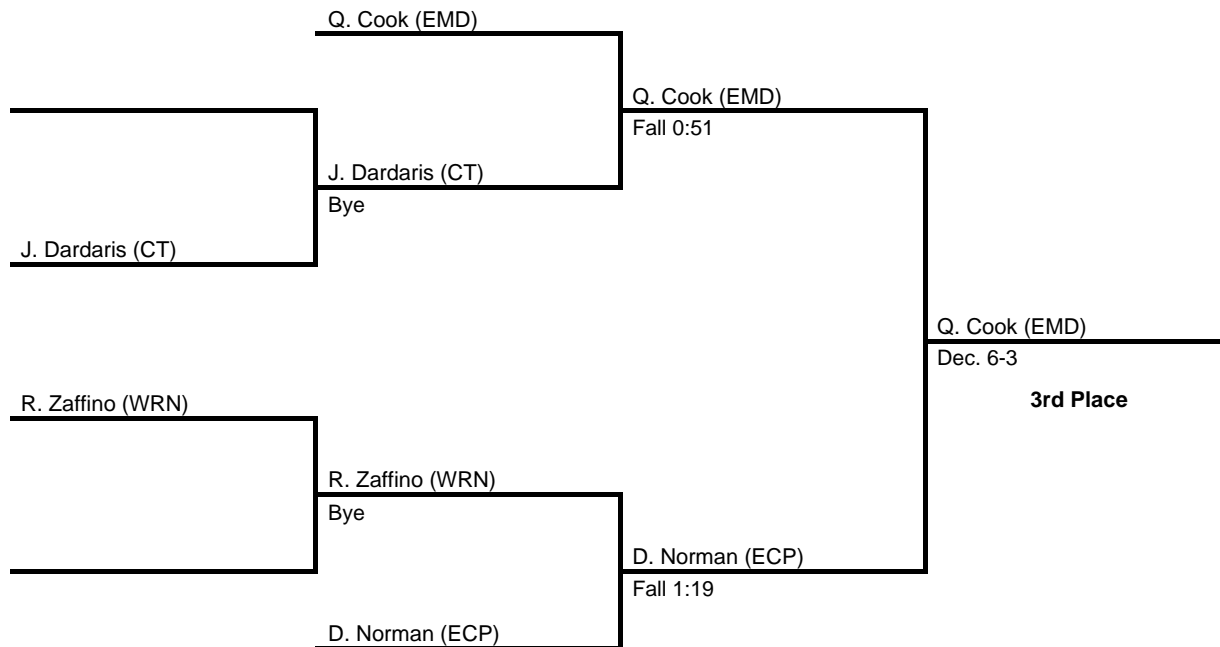 Q. Cook (EMD)
Q. Cook (EMD)
Fall 0:51
J. Dardaris (CT)
Bye
J. Dardaris (CT)
Q. Cook (EMD)
Dec. 6-3
3rd Place
R. Zaffino (WRN)
R. Zaffino (WRN)
Bye
D. Norman (ECP)
Fall 1:19
D. Norman (ECP)